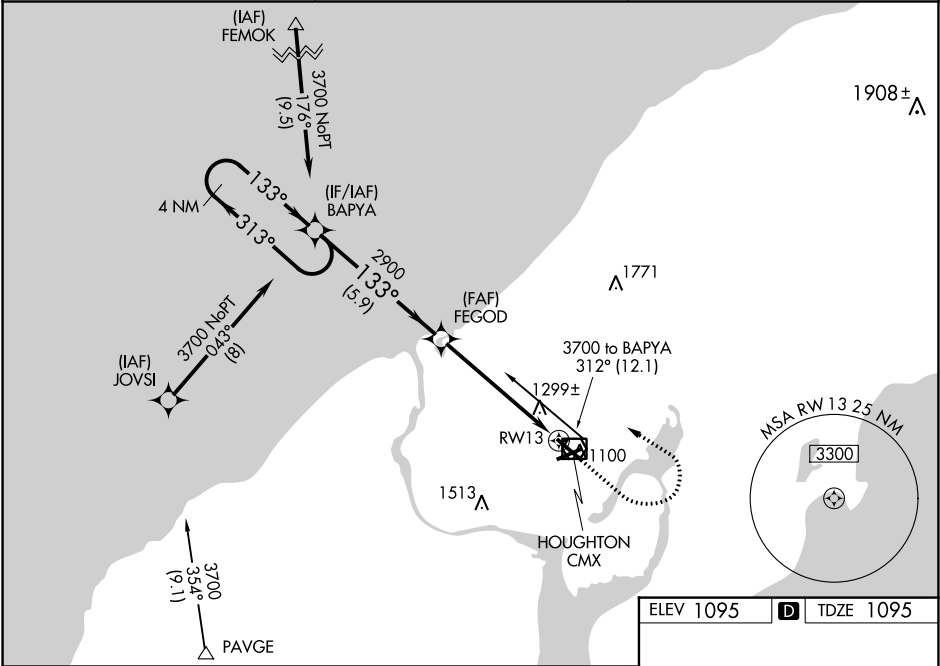 (IAF)
FEMOK
3700 NoPT
176°
(9.5)
1908±
133°
(IF/IAF)
BAPYA
4 NM
313°
2900
133°
(5.9)
1771
(FAF)
FEGOD
3700 NoPT
043°
(8)
(IAF)
JOVSI
3700 to BAPYA
312° (12.1)
1299±
MSA RW 13 25 NM
3300
RW13
1100
1513
HOUGHTON
CMX
3700
354°
(9.1)
PAVGE
ELEV 1095 D TDZE 1095